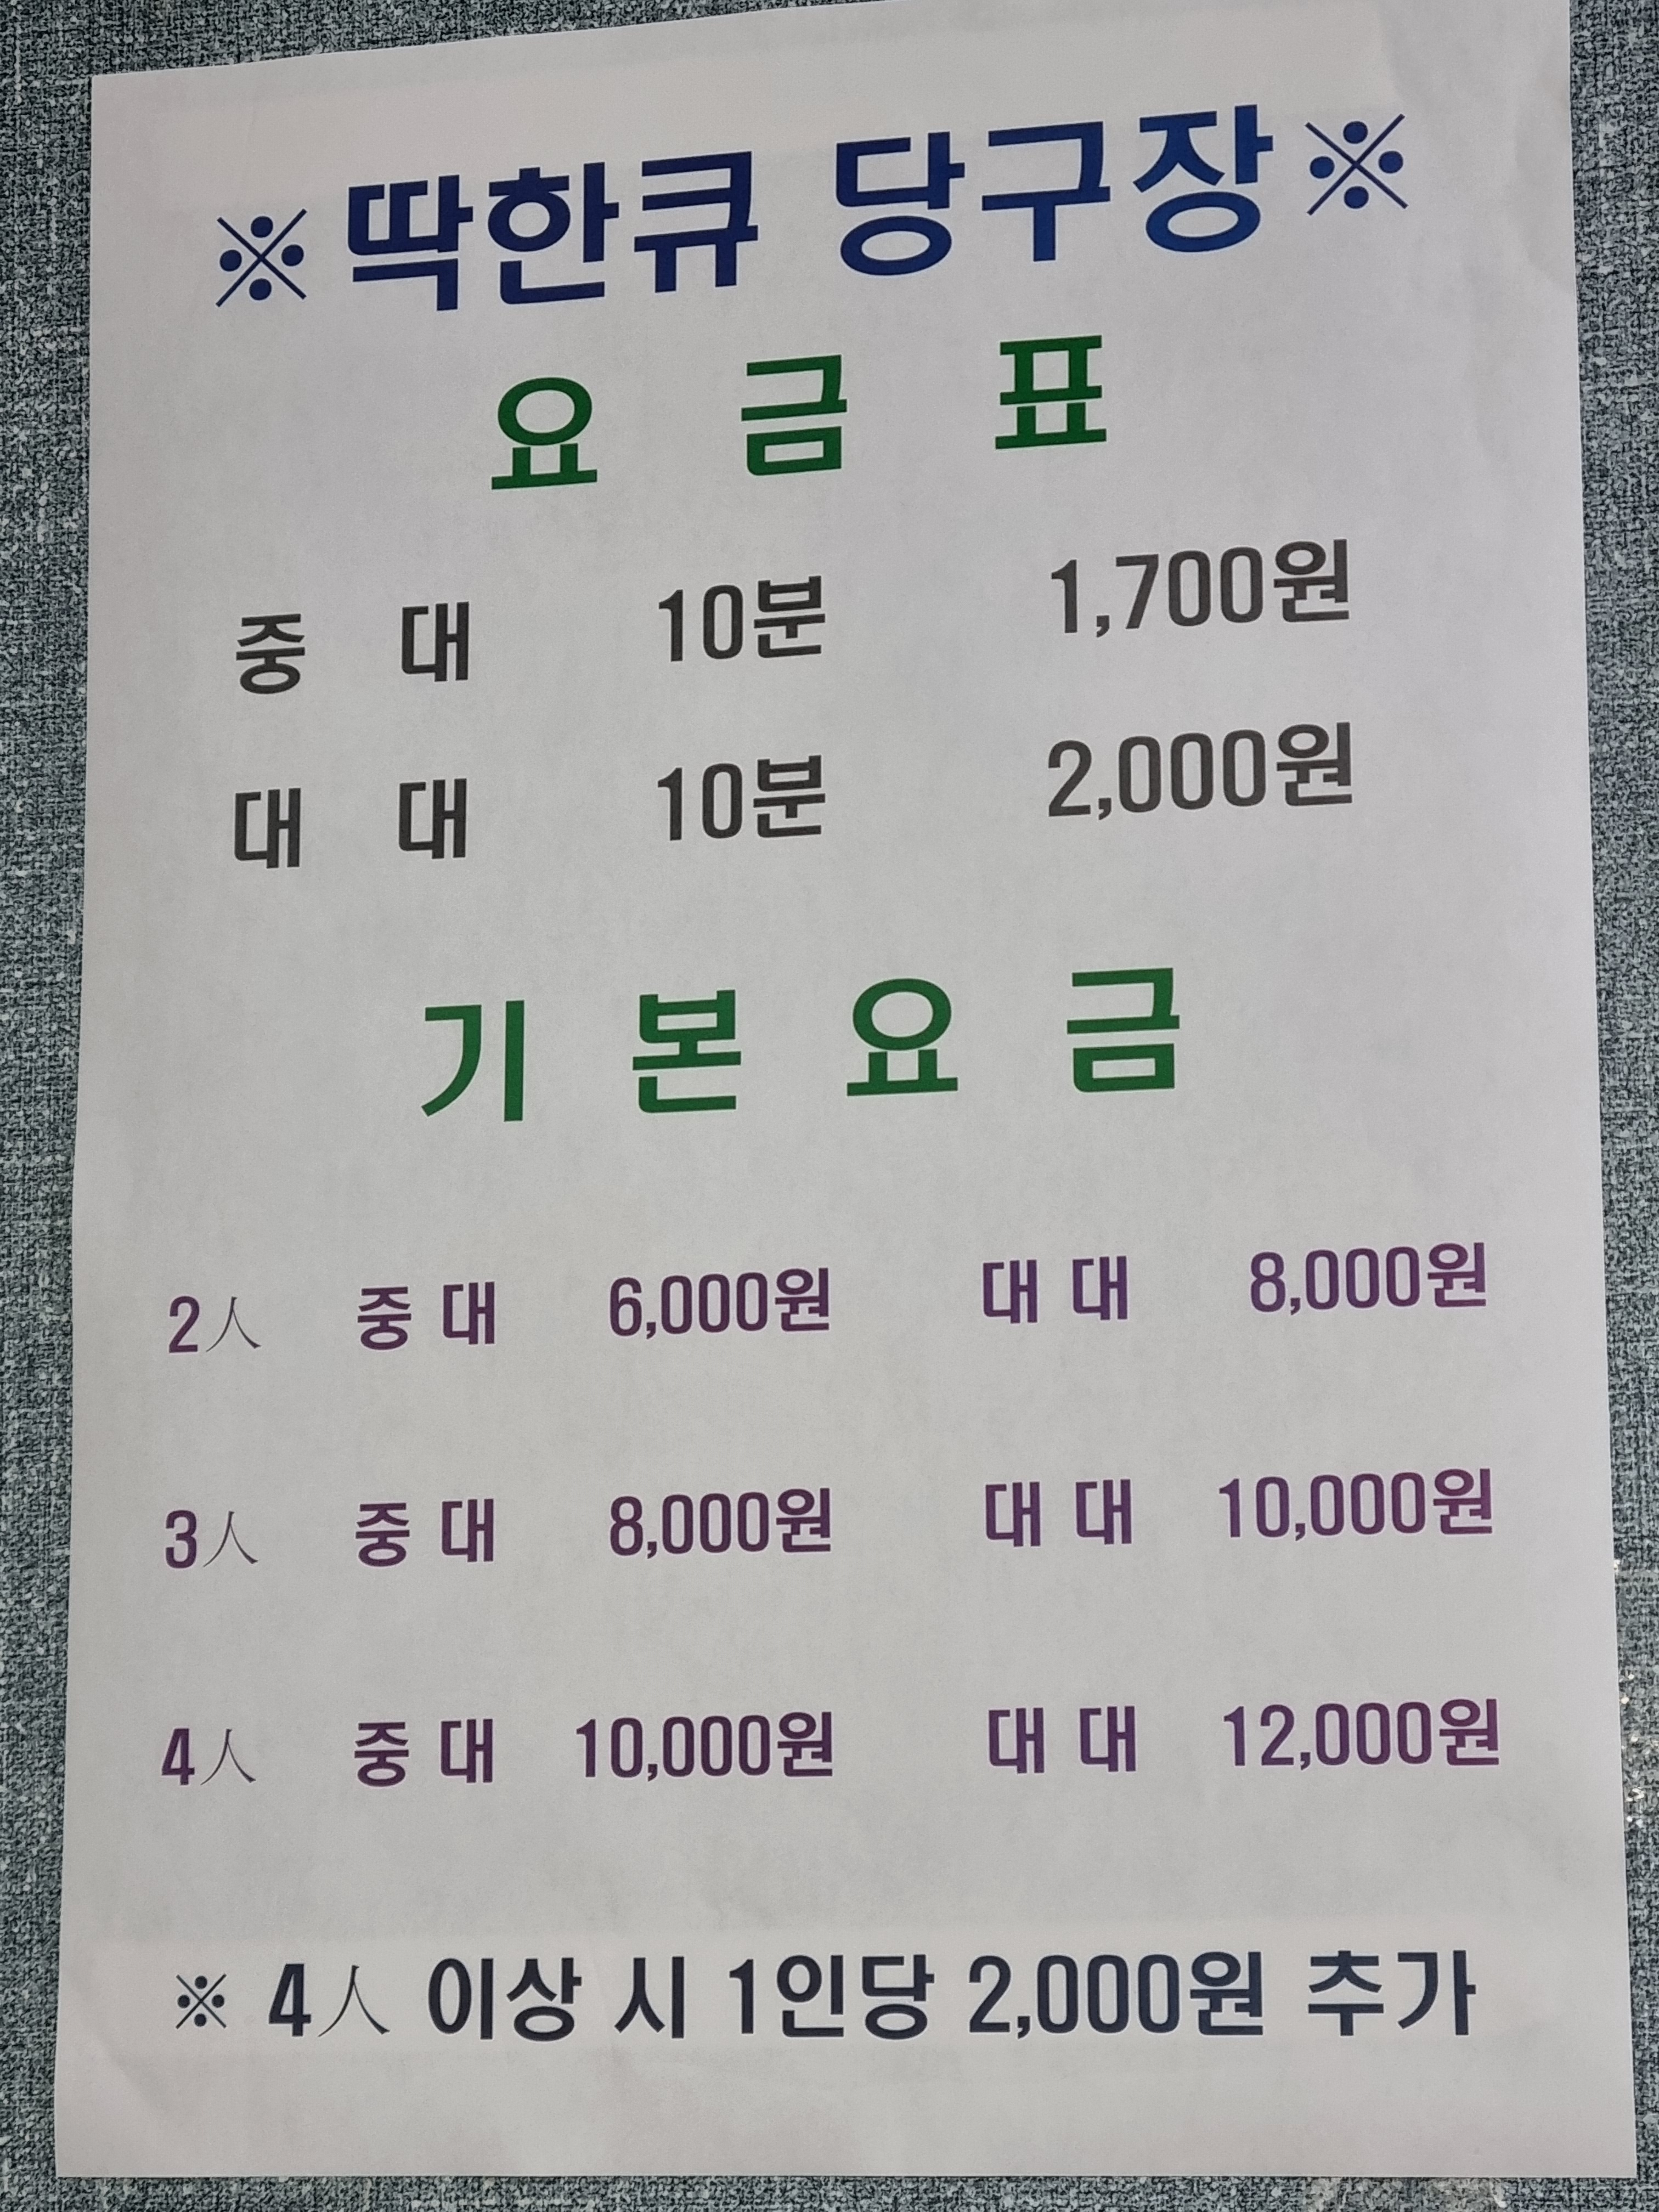 ※딱한큐 당구장※
요 금 표
중 대 10분 1,700원
대 대 10분 2,000원
기 본 요 금
2人 중 대 6,000원 대 대 8,000원
3人 중 대 8,000원 대 대 10,000원
4人 중 대 10,000원 대 대 12,000원
※ 4人 이상 시 1인당 2,000원 추가